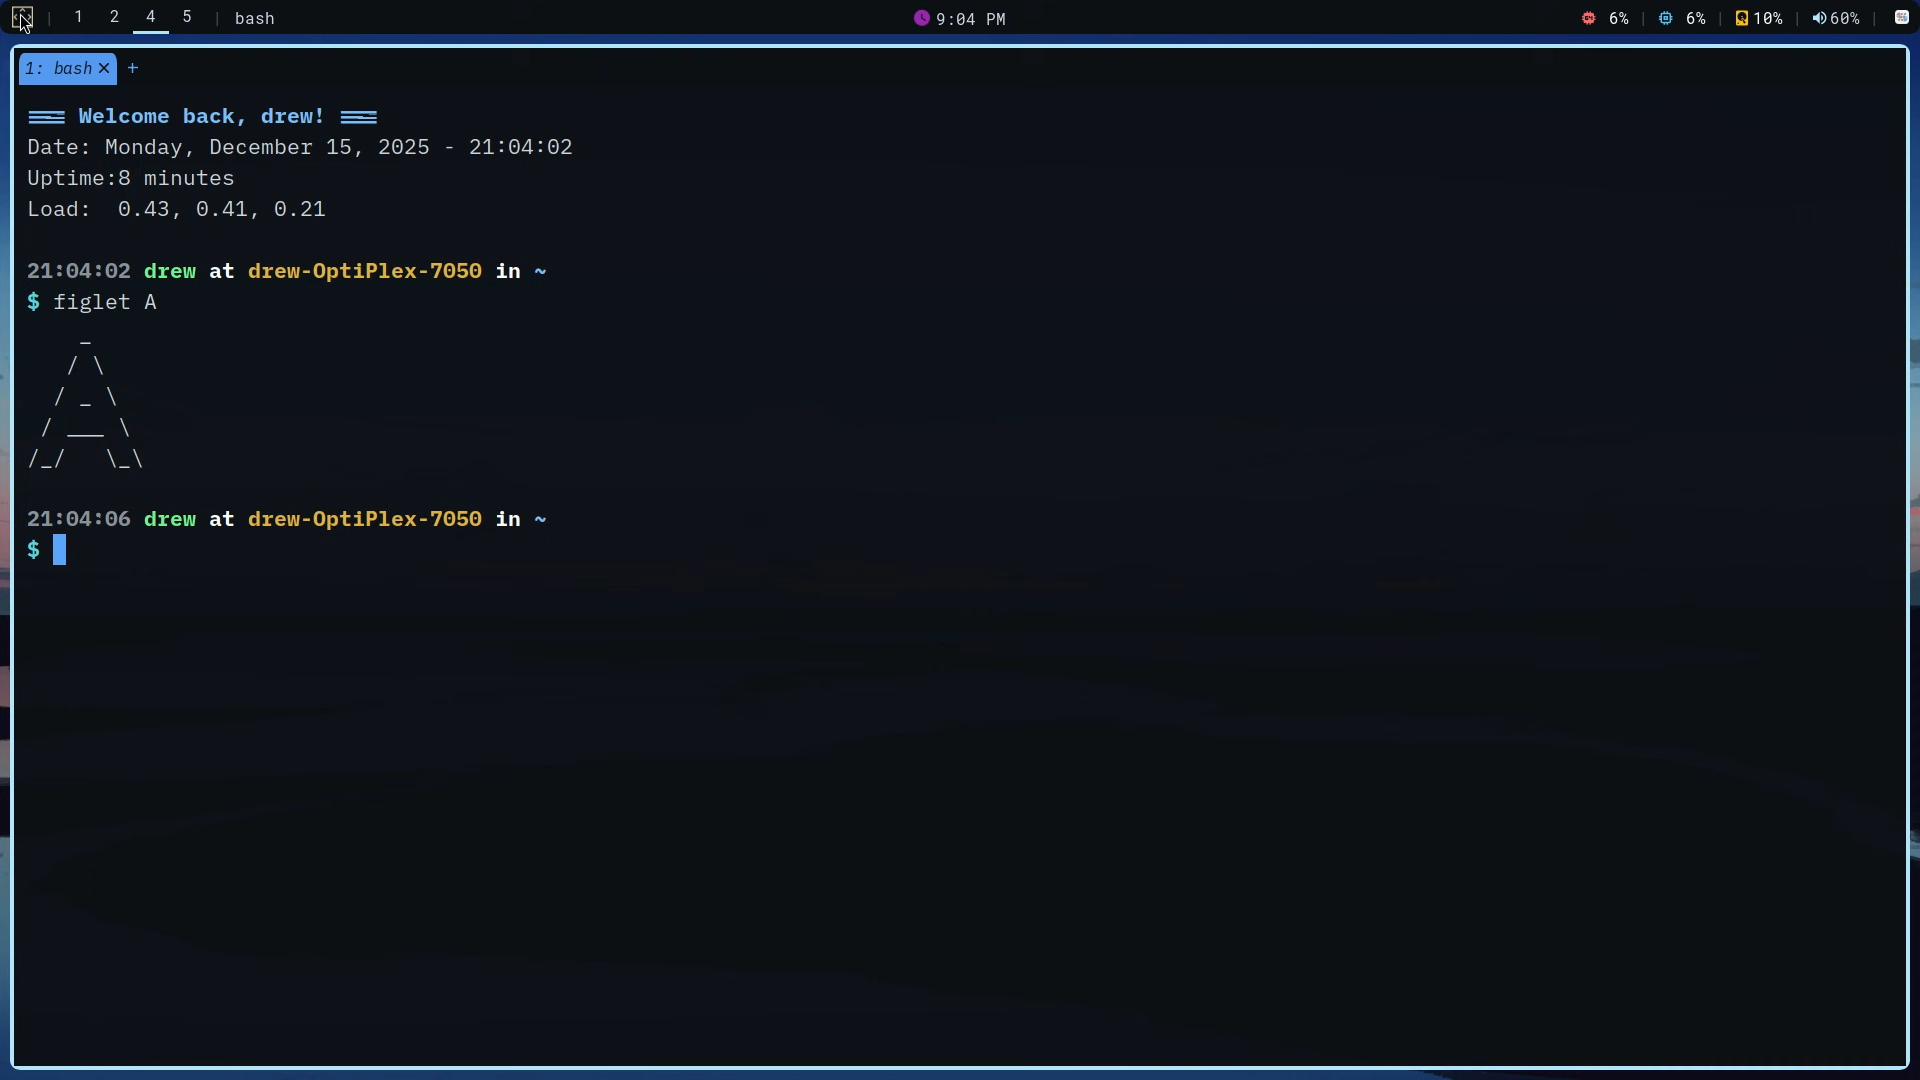 1 2 4 5 bash
9:04 PM
6% 6% 10% 60%
1: bash × +
=== Welcome back, drew! ===
Date: Monday, December 15, 2025 - 21:04:02
Uptime:8 minutes
Load:  0.43, 0.41, 0.21
21:04:02 drew at drew-OptiPlex-7050 in ~
$ figlet A
     _
   / \
  / _ \
 / ___ \
/_/   \_\
21:04:06 drew at drew-OptiPlex-7050 in ~
$